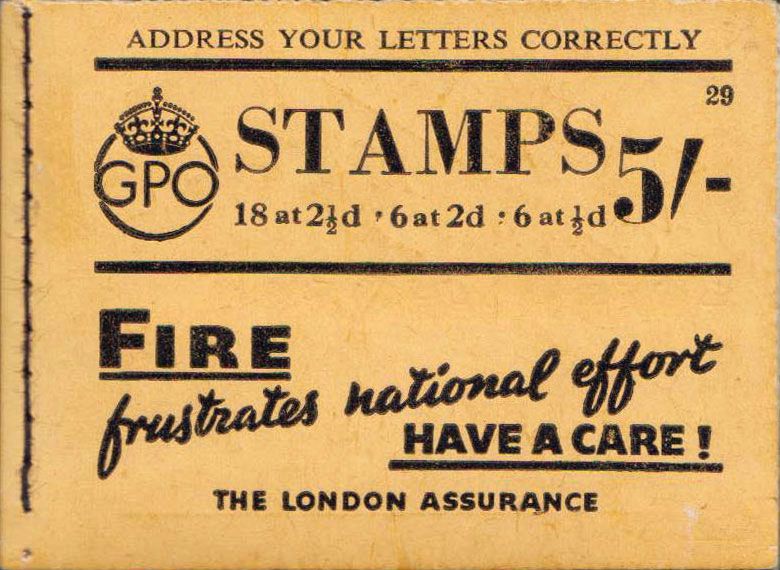 ADDRESS YOUR LETTERS CORRECTLY
29
GPO
STAMPS 5/-
18 at 2½d • 6 at 2d : 6 at ½d
FIRE
frustrates national effort
HAVE A CARE !
THE LONDON ASSURANCE